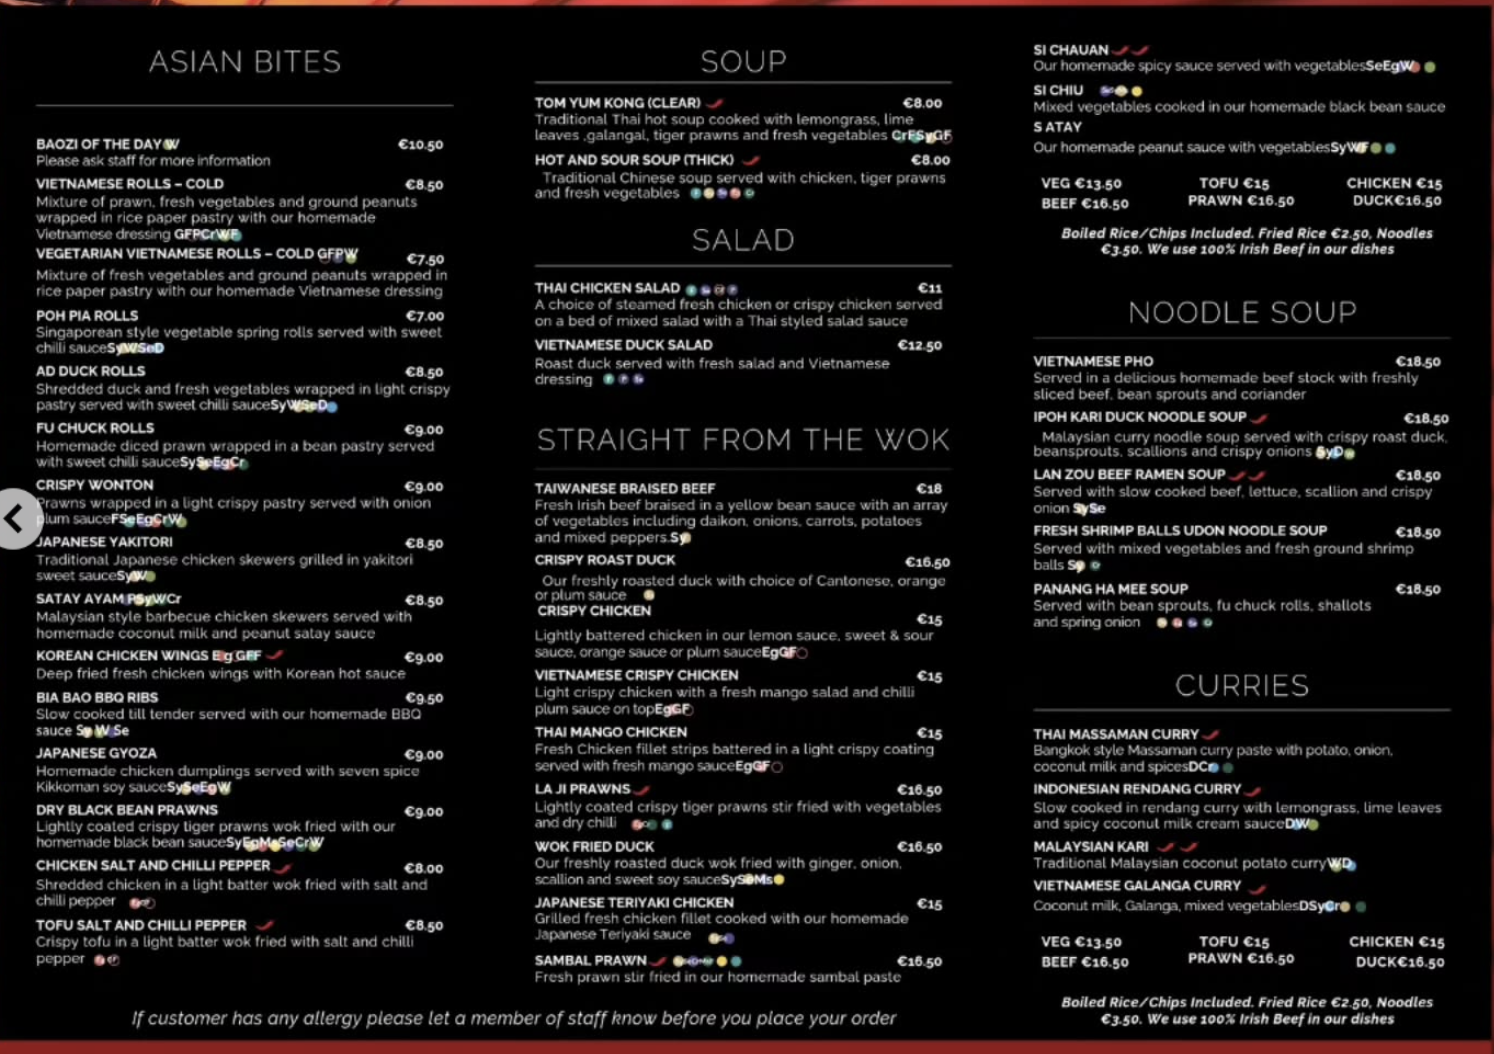 ASIAN BITES
BAOZI OF THE DAY W €10.50
Please ask staff for more information
VIETNAMESE ROLLS – COLD €8.50
Mixture of prawn, fresh vegetables and ground peanuts
wrapped in rice paper pastry with our homemade
Vietnamese dressing GFPCrWF
VEGETARIAN VIETNAMESE ROLLS – COLD GFPW €7.50
Mixture of fresh vegetables and ground peanuts wrapped in
rice paper pastry with our homemade Vietnamese dressing
POH PIA ROLLS €7.00
Singaporean style vegetable spring rolls served with sweet
chilli sauceSyWSeD
AD DUCK ROLLS €8.50
Shredded duck and fresh vegetables wrapped in light crispy
pastry served with sweet chilli sauceSyWSeD
FU CHUCK ROLLS €9.00
Homemade diced prawn wrapped in a bean pastry served
with sweet chilli sauceSySeEgCr
CRISPY WONTON €9.00
Prawns wrapped in a light crispy pastry served with onion
plum sauceFSeEgCrW
JAPANESE YAKITORI €8.50
Traditional Japanese chicken skewers grilled in yakitori
sweet sauceSyW
SATAY AYAM PSyWCr €8.50
Malaysian style barbecue chicken skewers served with
homemade coconut milk and peanut satay sauce
KOREAN CHICKEN WINGS Eg GFF €9.00
Deep fried fresh chicken wings with Korean hot sauce
BIA BAO BBQ RIBS €9.50
Slow cooked till tender served with our homemade BBQ
sauce Sy W Se
JAPANESE GYOZA €9.00
Homemade chicken dumplings served with seven spice
Kikkoman soy sauceSySeEgW
DRY BLACK BEAN PRAWNS €9.00
Lightly coated crispy tiger prawns wok fried with our
homemade black bean sauceSyEgMsSeCrW
CHICKEN SALT AND CHILLI PEPPER €8.00
Shredded chicken in a light batter wok fried with salt and
chilli pepper
TOFU SALT AND CHILLI PEPPER €8.50
Crispy tofu in a light batter wok fried with salt and chilli
pepper
SOUP
TOM YUM KONG (CLEAR) €8.00
Traditional Thai hot soup cooked with lemongrass, lime
leaves ,galangal, tiger prawns and fresh vegetables CrFSyGF
HOT AND SOUR SOUP (THICK) €8.00
Traditional Chinese soup served with chicken, tiger prawns
and fresh vegetables
SALAD
THAI CHICKEN SALAD €11
A choice of steamed fresh chicken or crispy chicken served
on a bed of mixed salad with a Thai styled salad sauce
VIETNAMESE DUCK SALAD €12.50
Roast duck served with fresh salad and Vietnamese
dressing
STRAIGHT FROM THE WOK
TAIWANESE BRAISED BEEF €18
Fresh Irish beef braised in a yellow bean sauce with an array
of vegetables including daikon, onions, carrots, potatoes
and mixed peppers.Sy
CRISPY ROAST DUCK €16.50
Our freshly roasted duck with choice of Cantonese, orange
or plum sauce
CRISPY CHICKEN €15
Lightly battered chicken in our lemon sauce, sweet & sour
sauce, orange sauce or plum sauceEgGF
VIETNAMESE CRISPY CHICKEN €15
Light crispy chicken with a fresh mango salad and chilli
plum sauce on topEgGF
THAI MANGO CHICKEN €15
Fresh Chicken fillet strips battered in a light crispy coating
served with fresh mango sauceEgGF
LA JI PRAWNS €16.50
Lightly coated crispy tiger prawns stir fried with vegetables
and dry chilli
WOK FRIED DUCK €16.50
Our freshly roasted duck wok fried with ginger, onion,
scallion and sweet soy sauceSySeMs
JAPANESE TERIYAKI CHICKEN €15
Grilled fresh chicken fillet cooked with our homemade
Japanese Teriyaki sauce
SAMBAL PRAWN €16.50
Fresh prawn stir fried in our homemade sambal paste
SI CHAUAN
Our homemade spicy sauce served with vegetablesSeEgW
SI CHIU
Mixed vegetables cooked in our homemade black bean sauce
S ATAY
Our homemade peanut sauce with vegetablesSyWF
VEG €13.50 TOFU €15 CHICKEN €15
BEEF €16.50 PRAWN €16.50 DUCK€16.50
Boiled Rice/Chips Included. Fried Rice €2.50, Noodles
€3.50. We use 100% Irish Beef in our dishes
NOODLE SOUP
VIETNAMESE PHO €18.50
Served in a delicious homemade beef stock with freshly
sliced beef, bean sprouts and coriander
IPOH KARI DUCK NOODLE SOUP €18.50
Malaysian curry noodle soup served with crispy roast duck,
beansprouts, scallions and crispy onions SyD
LAN ZOU BEEF RAMEN SOUP €18.50
Served with slow cooked beef, lettuce, scallion and crispy
onion SySe
FRESH SHRIMP BALLS UDON NOODLE SOUP €18.50
Served with mixed vegetables and fresh ground shrimp
balls Sy
PANANG HA MEE SOUP €18.50
Served with bean sprouts, fu chuck rolls, shallots
and spring onion
CURRIES
THAI MASSAMAN CURRY
Bangkok style Massaman curry paste with potato, onion,
coconut milk and spicesDCr
INDONESIAN RENDANG CURRY
Slow cooked in rendang curry with lemongrass, lime leaves
and spicy coconut milk cream sauceDW
MALAYSIAN KARI
Traditional Malaysian coconut potato curryWD
VIETNAMESE GALANGA CURRY
Coconut milk, Galanga, mixed vegetablesDSyCr
VEG €13.50 TOFU €15 CHICKEN €15
BEEF €16.50 PRAWN €16.50 DUCK€16.50
Boiled Rice/Chips Included. Fried Rice €2.50, Noodles
€3.50. We use 100% Irish Beef in our dishes
If customer has any allergy please let a member of staff know before you place your order